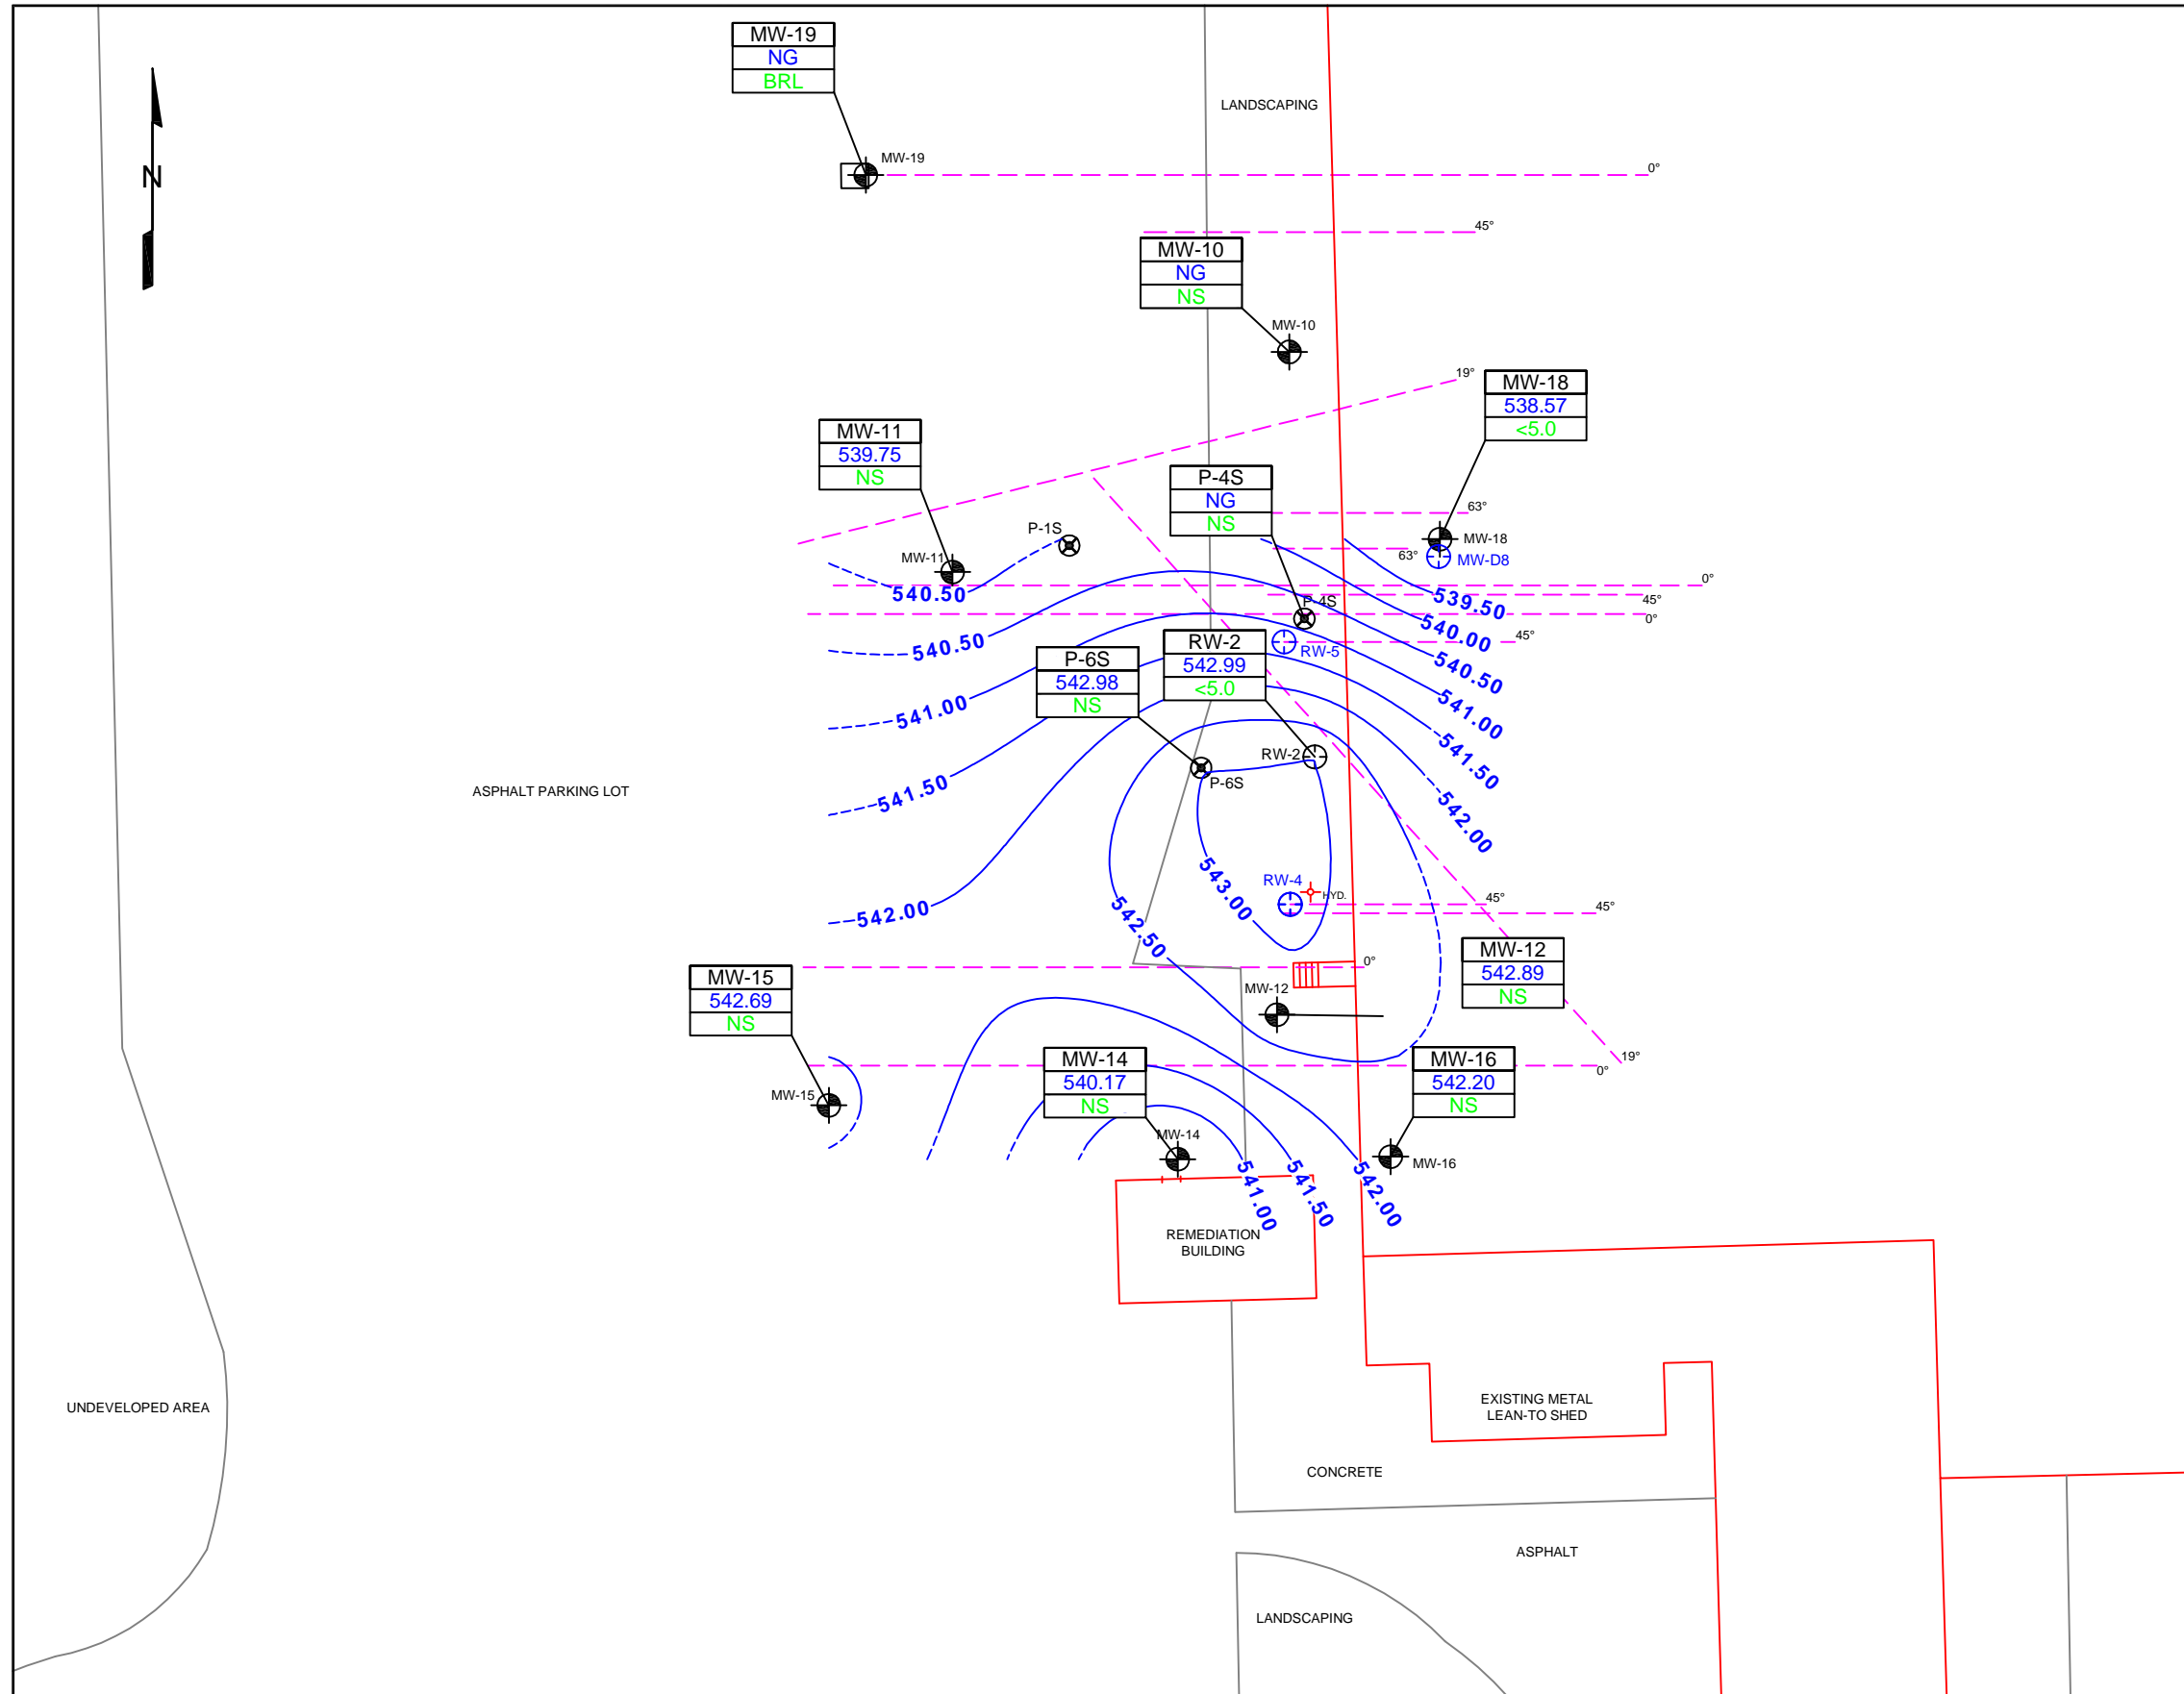 MW-19
NG
BRL
LANDSCAPING
N
MW-19
0°
45°
MW-10
NG
NS
MW-10
19°
MW-18
538.57
<5.0
MW-11
539.75
NS
P-4S
NG
NS
63°
P-1S
MW-18
63°
MW-D8
MW-11
0°
540.50
539.50
45°
P-4S
0°
540.00
45°
RW-5
540.50
540.50
RW-2
542.99
<5.0
P-6S
542.98
NS
541.00
541.00
RW-2
541.50
P-6S
ASPHALT PARKING LOT
541.50
542.00
543.00
RW-4
HYD.
45°
45°
542.00
542.50
0°
MW-12
542.89
NS
MW-15
542.69
NS
MW-12
MW-14
540.17
NS
MW-16
542.20
NS
19°
0°
MW-15
MW-14
MW-16
541.00
541.50
542.00
REMEDIATION
BUILDING
UNDEVELOPED AREA
EXISTING METAL
LEAN-TO SHED
CONCRETE
ASPHALT
LANDSCAPING